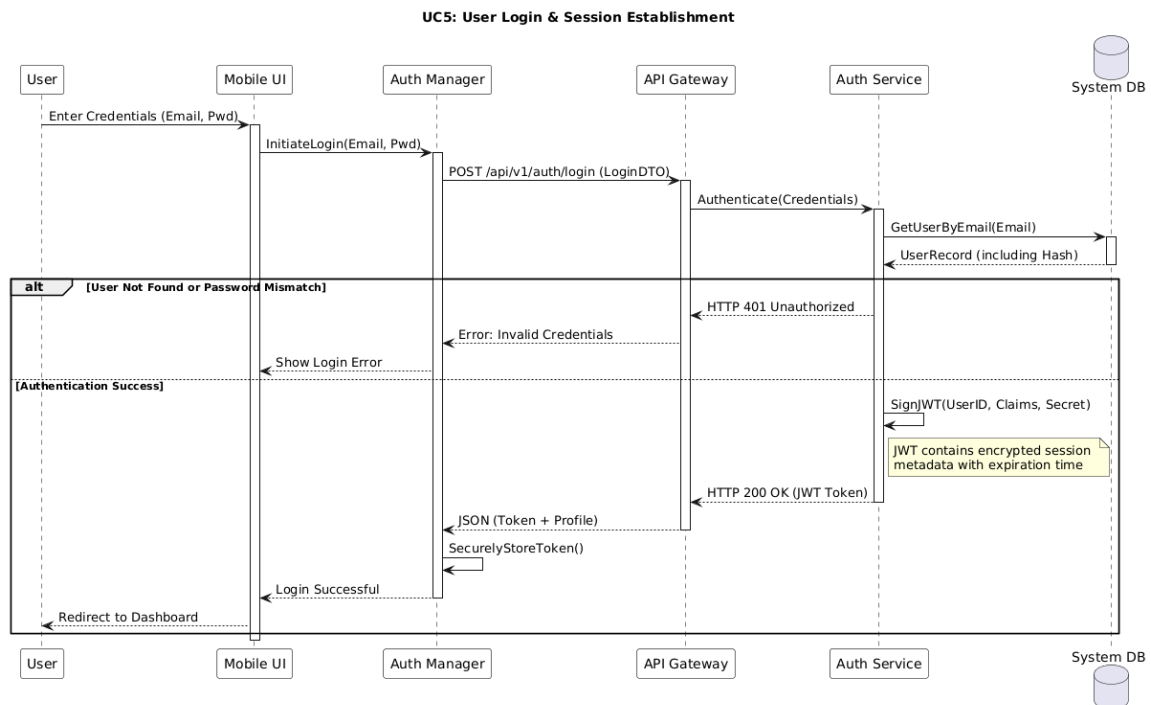 UC5: User Login & Session Establishment
User
Mobile UI
Auth Manager
API Gateway
Auth Service
System DB
Enter Credentials (Email, Pwd)
InitiateLogin(Email, Pwd)
POST /api/v1/auth/login (LoginDTO)
Authenticate(Credentials)
GetUserByEmail(Email)
UserRecord (including Hash)
alt
[User Not Found or Password Mismatch]
HTTP 401 Unauthorized
Error: Invalid Credentials
Show Login Error
[Authentication Success]
SignJWT(UserID, Claims, Secret)
JWT contains encrypted session
metadata with expiration time
HTTP 200 OK (JWT Token)
JSON (Token + Profile)
SecurelyStoreToken()
Login Successful
Redirect to Dashboard
User
Mobile UI
Auth Manager
API Gateway
Auth Service
System DB